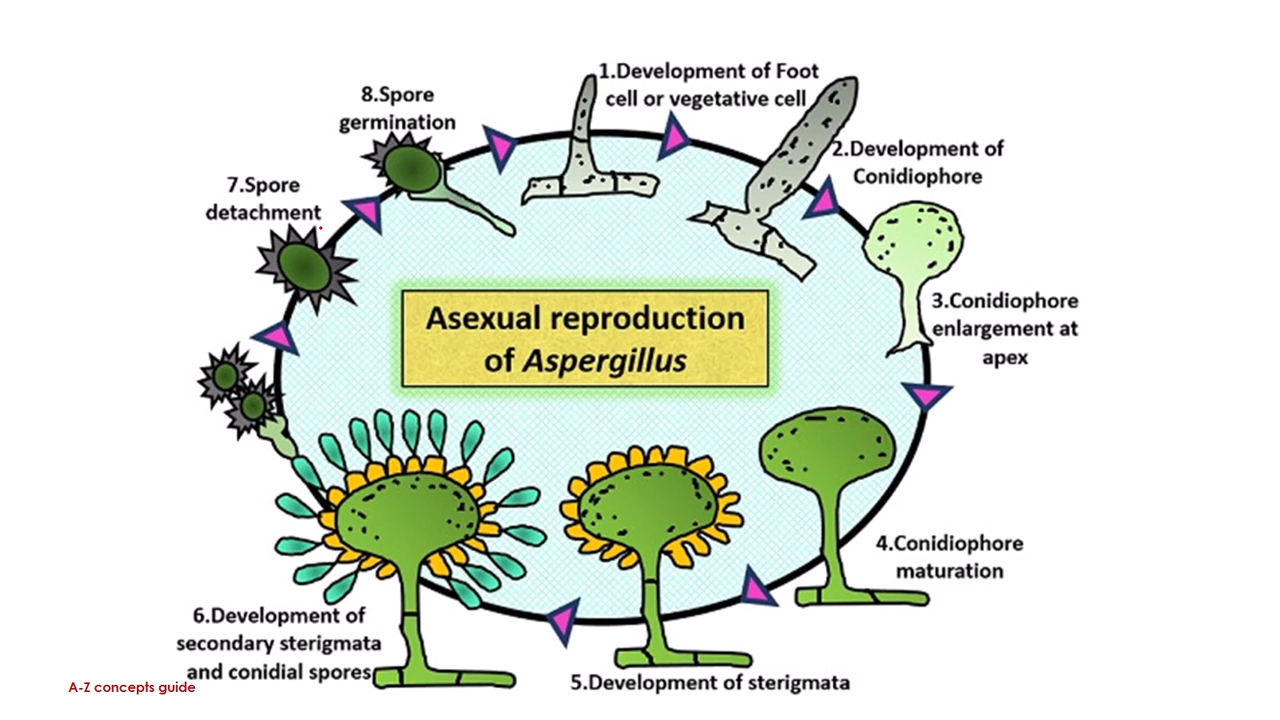 1.Development of Foot
cell or vegetative cell
2.Development of
Conidiophore
3.Conidiophore
enlargement at
apex
4.Conidiophore
maturation
5.Development of sterigmata
6.Development of
secondary sterigmata
and conidial spores
7.Spore
detachment
8.Spore
germination
Asexual reproduction
of Aspergillus
A-Z concepts guide